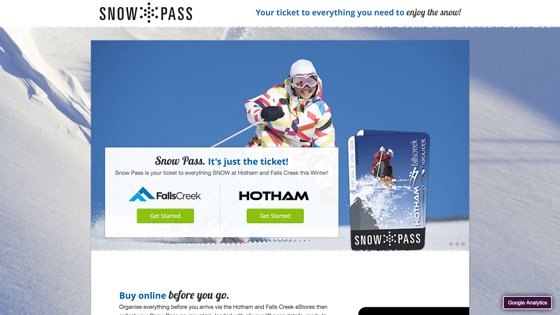 SNOW PASS
Your ticket to everything you need to enjoy the snow!
Snow Pass. It's just the ticket!
Snow Pass is your ticket to everything SNOW at Hotham and Falls Creek this Winter!
FallsCreek
HOTHAM
Get Started
Get Started
fallscreek
HOTHAM
SNOW PASS
Buy online before you go.
Organise everything before you arrive via the Hotham and Falls Creek eStores then
Google Analytics